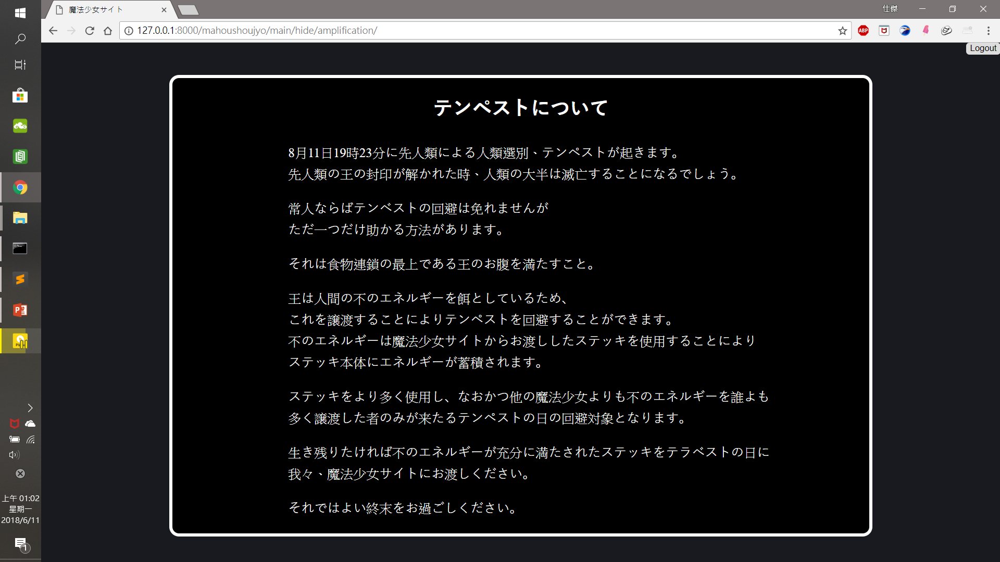 魔法少女サイト
仕傑
127.0.0.1:8000/mahoushoujyo/main/hide/amplification/
ABP
Logout
テンペストについて
8月11日19時23分に先人類による人類選別、テンペストが起きます。
先人類の王の封印が解かれた時、人類の大半は滅亡することになるでしょう。
常人ならばテンベストの回避は免れませんが
ただ一つだけ助かる方法があります。
それは食物連鎖の最上である王のお腹を満たすこと。
王は人間の不のエネルギーを餌としているため、
これを譲渡することによりテンペストを回避することができます。
不のエネルギーは魔法少女サイトからお渡ししたステッキを使用することにより
ステッキ本体にエネルギーが蓄積されます。
ステッキをより多く使用し、なおかつ他の魔法少女よりも不のエネルギーを誰よも
多く譲渡した者のみが来たるテンペストの日の回避対象となります。
生き残りたければ不のエネルギーが充分に満たされたステッキをテラベストの日に
我々、魔法少女サイトにお渡しください。
それではよい終末をお過ごしください。
上午 01:02
星期一
2018/6/11
1